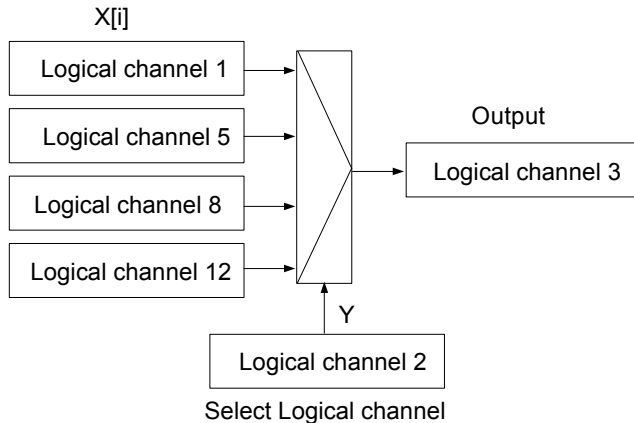 X[i]
Logical channel 1
Logical channel 5
Logical channel 8
Logical channel 12
Output
Logical channel 3
Y
Logical channel 2
Select Logical channel